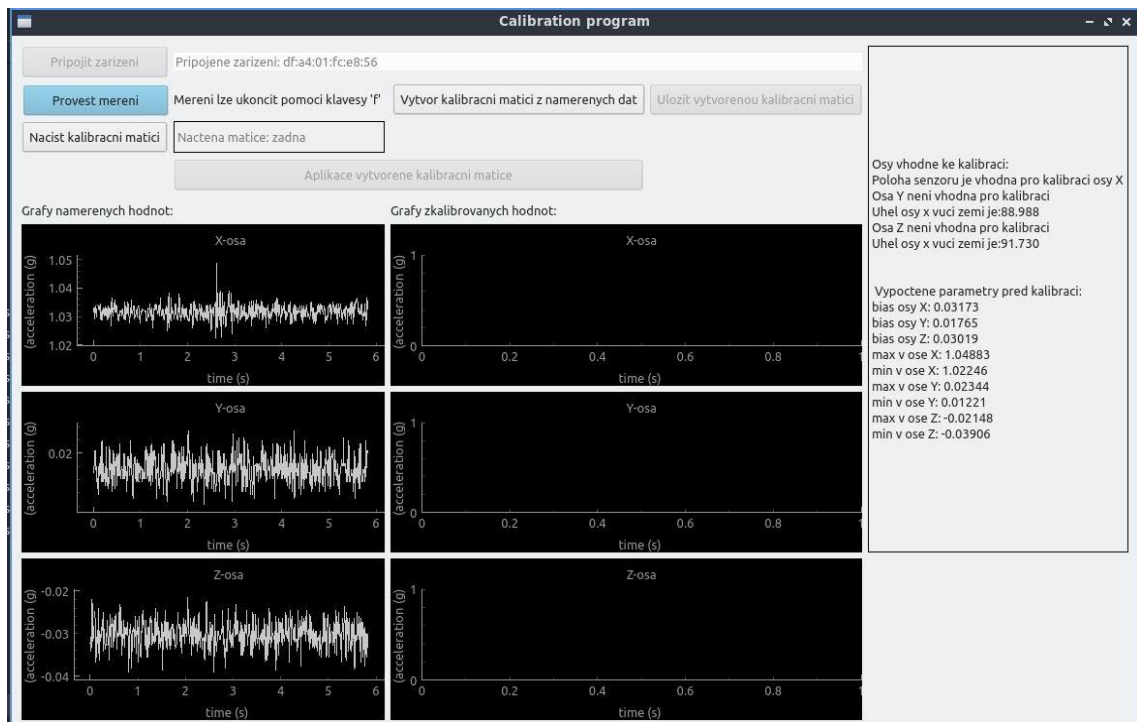 Calibration program
Pripojit zarizeni
Pripojene zarizeni: df:a4:01:fc:e8:56
Provest mereni
Mereni lze ukoncit pomoci klavesy 'f'
Vytvor kalibracni matici z namerenych dat
Ulozit vytvorenou kalibracni matici
Nacist kalibracni matici
Nactena matice: zadna
Aplikace vytvorene kalibracni matice
Grafy namerenych hodnot:
Grafy zkalibrovanych hodnot:
X-osa
(acceleration (g)
1.05
1.04
1.03
1.02
0 1 2 3 4 5 6
time (s)
X-osa
(acceleration (g)
1
0
0 0.2 0.4 0.6 0.8 1
time (s)
Y-osa
(acceleration (g)
0.02
0 1 2 3 4 5 6
time (s)
Y-osa
(acceleration (g)
1
0
0 0.2 0.4 0.6 0.8 1
time (s)
Z-osa
(acceleration (g)
-0.02
-0.03
-0.04
0 1 2 3 4 5 6
time (s)
Z-osa
(acceleration (g)
1
0
0 0.2 0.4 0.6 0.8 1
time (s)
Osy vhodne ke kalibraci:
Poloha senzoru je vhodna pro kalibraci osy X
Osa Y neni vhodna pro kalibraci
Uhel osy x vuci zemi je:88.988
Osa Z neni vhodna pro kalibraci
Uhel osy x vuci zemi je:91.730
Vypoctene parametry pred kalibraci:
bias osy X: 0.03173
bias osy Y: 0.01765
bias osy Z: 0.03019
max v ose X: 1.04883
min v ose X: 1.02246
max v ose Y: 0.02344
min v ose Y: 0.01221
max v ose Z: -0.02148
min v ose Z: -0.03906